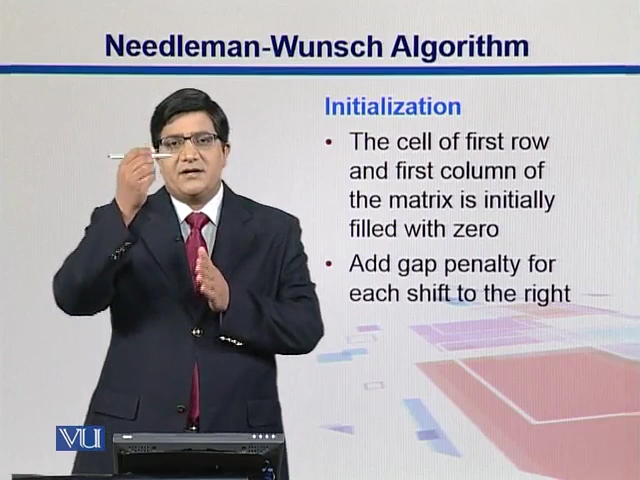 Needleman-Wunsch Algorithm
Initialization
• The cell of first row
and first column of
the matrix is initially
filled with zero
• Add gap penalty for
each shift to the right
VU